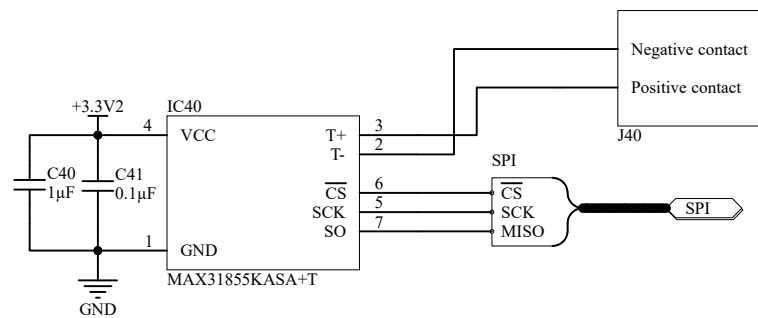 Negative contact
Positive contact
J40
+3.3V2
IC40
4
VCC
T+
3
T-
2
C40
1µF
C41
0.1µF
SPI
CS
6
CS
SCK
5
SCK
SPI
SO
7
MISO
1
GND
MAX31855KASA+T
GND